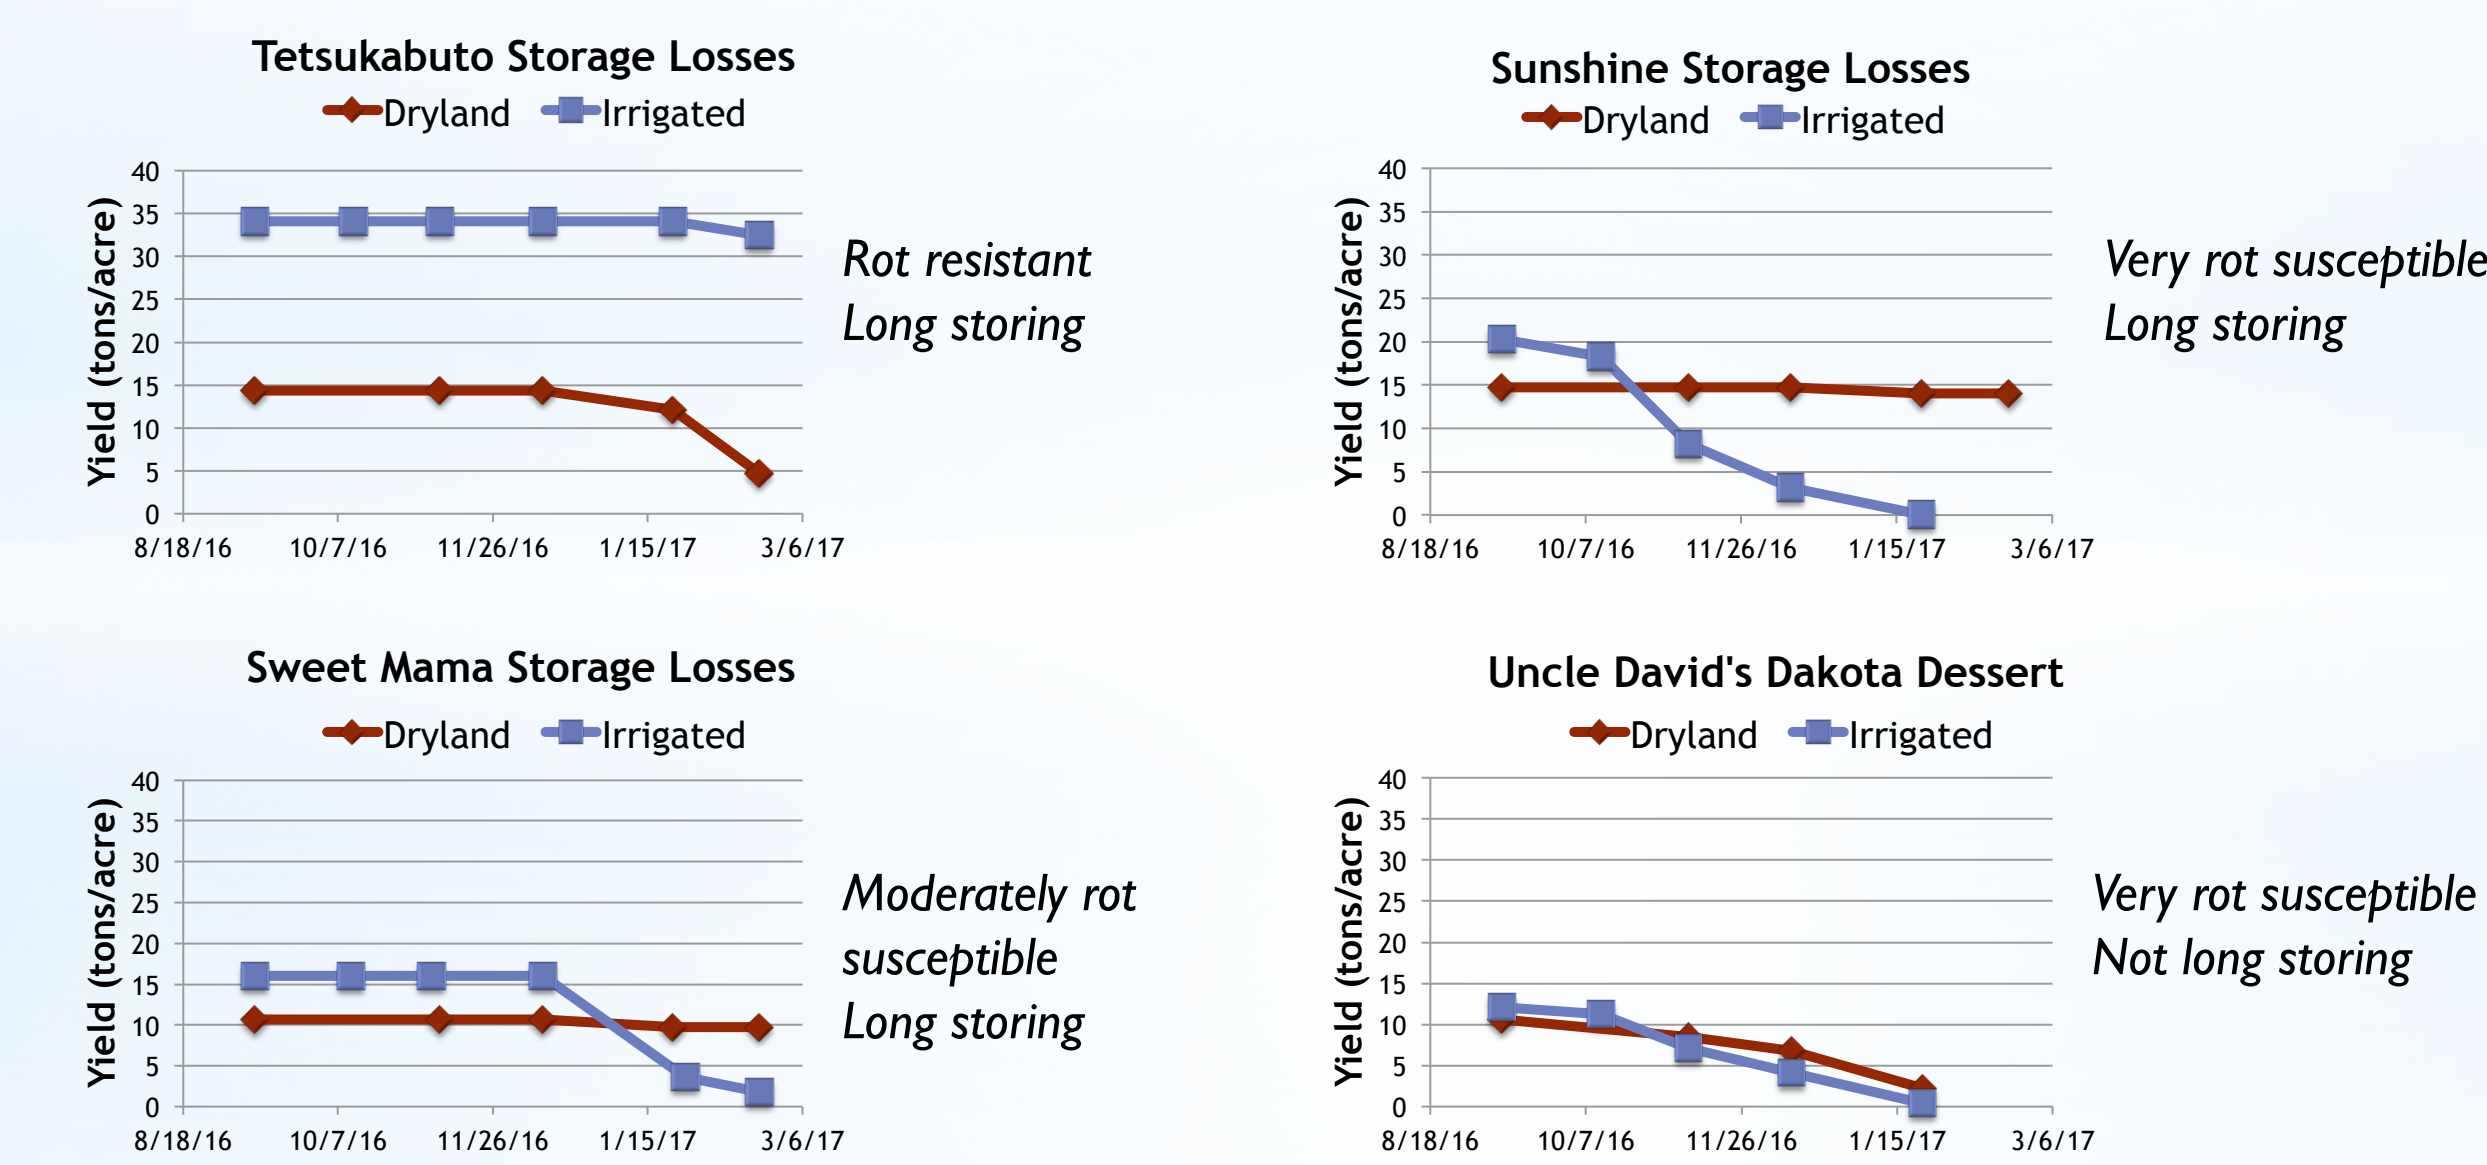 Tetsukabuto Storage Losses
Dryland Irrigated
Yield (tons/acre)
40
35
30
25
20
15
10
5
0
8/18/16 10/7/16 11/26/16 1/15/17 3/6/17
Rot resistant
Long storing
Sunshine Storage Losses
Dryland Irrigated
Yield (tons/acre)
40
35
30
25
20
15
10
5
0
8/18/16 10/7/16 11/26/16 1/15/17 3/6/17
Very rot susceptible
Long storing
Sweet Mama Storage Losses
Dryland Irrigated
Yield (tons/acre)
40
35
30
25
20
15
10
5
0
8/18/16 10/7/16 11/26/16 1/15/17 3/6/17
Moderately rot
susceptible
Long storing
Uncle David's Dakota Dessert
Dryland Irrigated
Yield (tons/acre)
40
35
30
25
20
15
10
5
0
8/18/16 10/7/16 11/26/16 1/15/17 3/6/17
Very rot susceptible
Not long storing